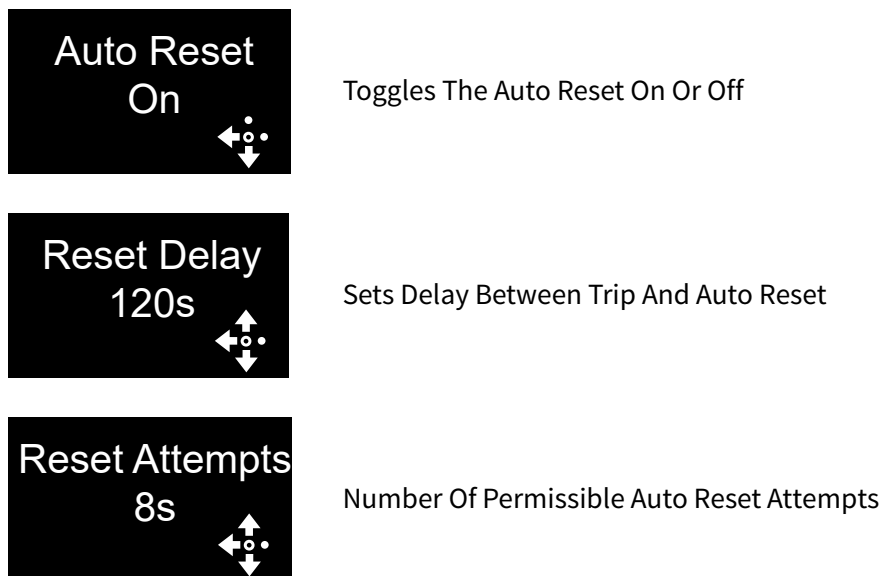 Auto Reset
On
Toggles The Auto Reset On Or Off
Reset Delay
120s
Sets Delay Between Trip And Auto Reset
Reset Attempts
8s
Number Of Permissible Auto Reset Attempts